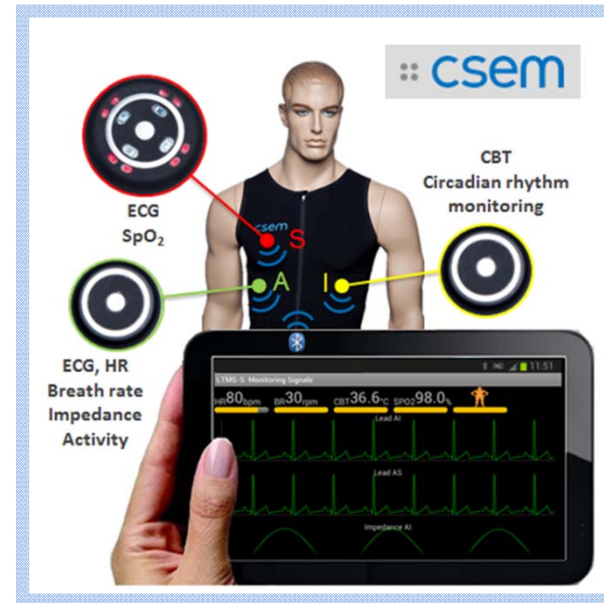 csem
CBT
Circadian rhythm
monitoring
ECG
SpO₂
csem
S
A
I
ECG, HR
Breath rate
Impedance
Activity
11:51
LTMS-S: Monitoring Signals
HR80bpm BR30rpm CBT36.6°C SPO298.0%
Lead AI
Lead AS
Impedance AI